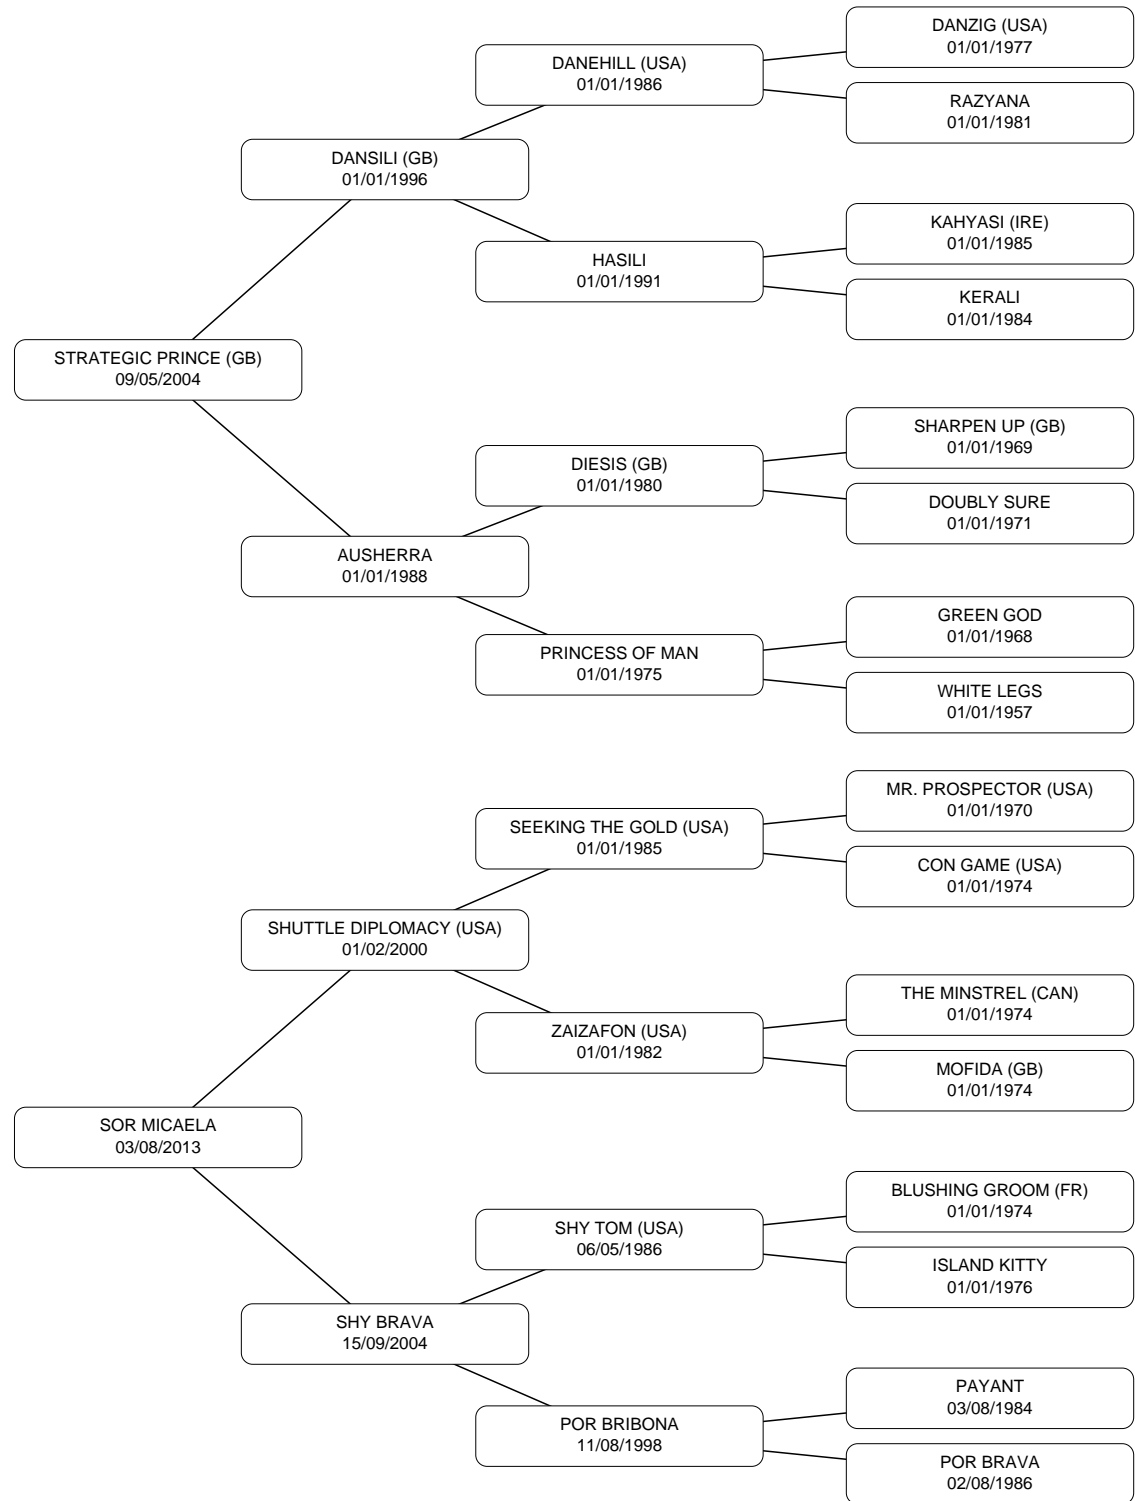 DANZIG (USA)
01/01/1977
DANEHILL (USA)
01/01/1986
RAZYANA
01/01/1981
DANSILI (GB)
01/01/1996
KAHYASI (IRE)
01/01/1985
HASILI
01/01/1991
KERALI
01/01/1984
STRATEGIC PRINCE (GB)
09/05/2004
SHARPEN UP (GB)
01/01/1969
DIESIS (GB)
01/01/1980
DOUBLY SURE
01/01/1971
AUSHERRA
01/01/1988
GREEN GOD
01/01/1968
PRINCESS OF MAN
01/01/1975
WHITE LEGS
01/01/1957
MR. PROSPECTOR (USA)
01/01/1970
SEEKING THE GOLD (USA)
01/01/1985
CON GAME (USA)
01/01/1974
SHUTTLE DIPLOMACY (USA)
01/02/2000
THE MINSTREL (CAN)
01/01/1974
ZAIZAFON (USA)
01/01/1982
MOFIDA (GB)
01/01/1974
SOR MICAELA
03/08/2013
BLUSHING GROOM (FR)
01/01/1974
SHY TOM (USA)
06/05/1986
ISLAND KITTY
01/01/1976
SHY BRAVA
15/09/2004
PAYANT
03/08/1984
POR BRIBONA
11/08/1998
POR BRAVA
02/08/1986